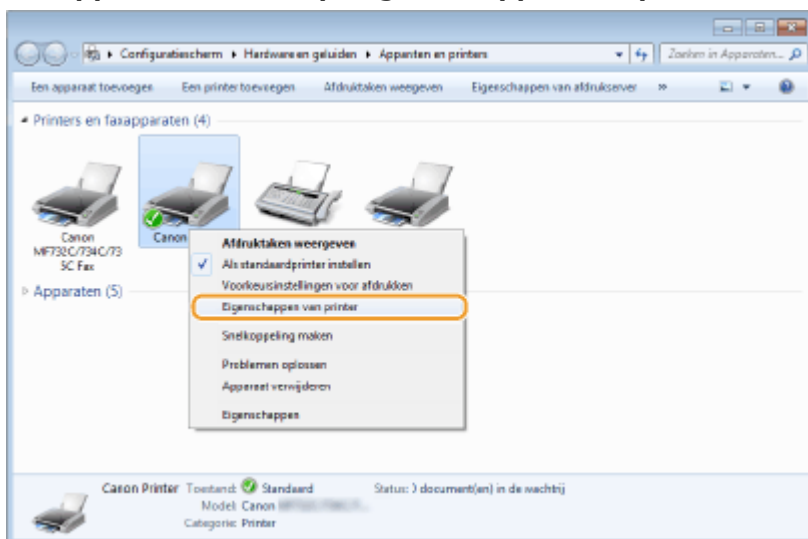 Configuratiescherm ▸ Hardware en geluiden ▸ Apparaten en printers
Zoeken in Apparaten...
Een apparaat toevoegen Een printer toevoegen Afdruktaken weergeven Eigenschappen van afdrukserver »
Printers en faxapparaten (4)
Canon
MF732C/734C/73
5C Fax
Canon
Afdruktaken weergeven
Als standaardprinter instellen
Voorkeursinstellingen voor afdrukken
Eigenschappen van printer
Snelkoppeling maken
Problemen oplossen
Apparaat verwijderen
Eigenschappen
Apparaten (5)
Canon Printer Toestand: Standaard Status: document(en) in de wachtrij
Model: Canon
Categorie: Printer